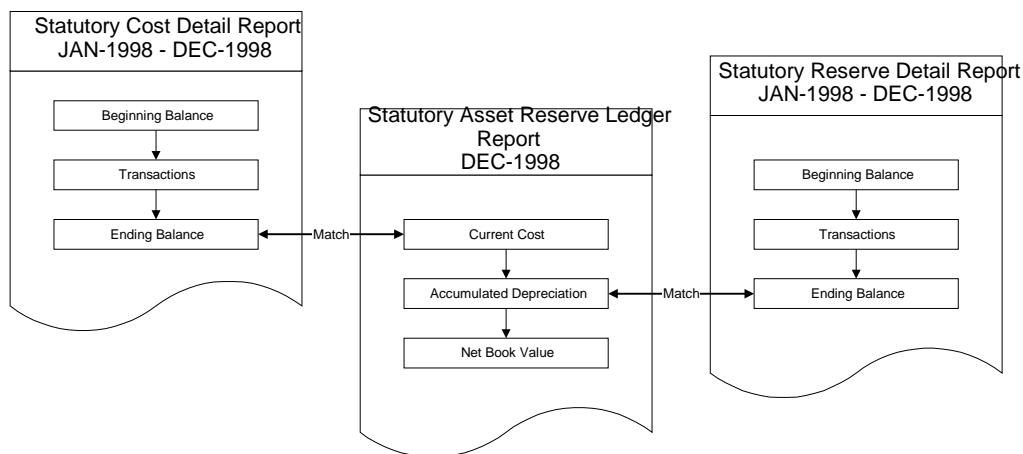 Statutory Cost Detail Report
JAN-1998 - DEC-1998
Beginning Balance
Transactions
Ending Balance
Match
Statutory Asset Reserve Ledger
Report
DEC-1998
Current Cost
Accumulated Depreciation
Net Book Value
Match
Statutory Reserve Detail Report
JAN-1998 - DEC-1998
Beginning Balance
Transactions
Ending Balance